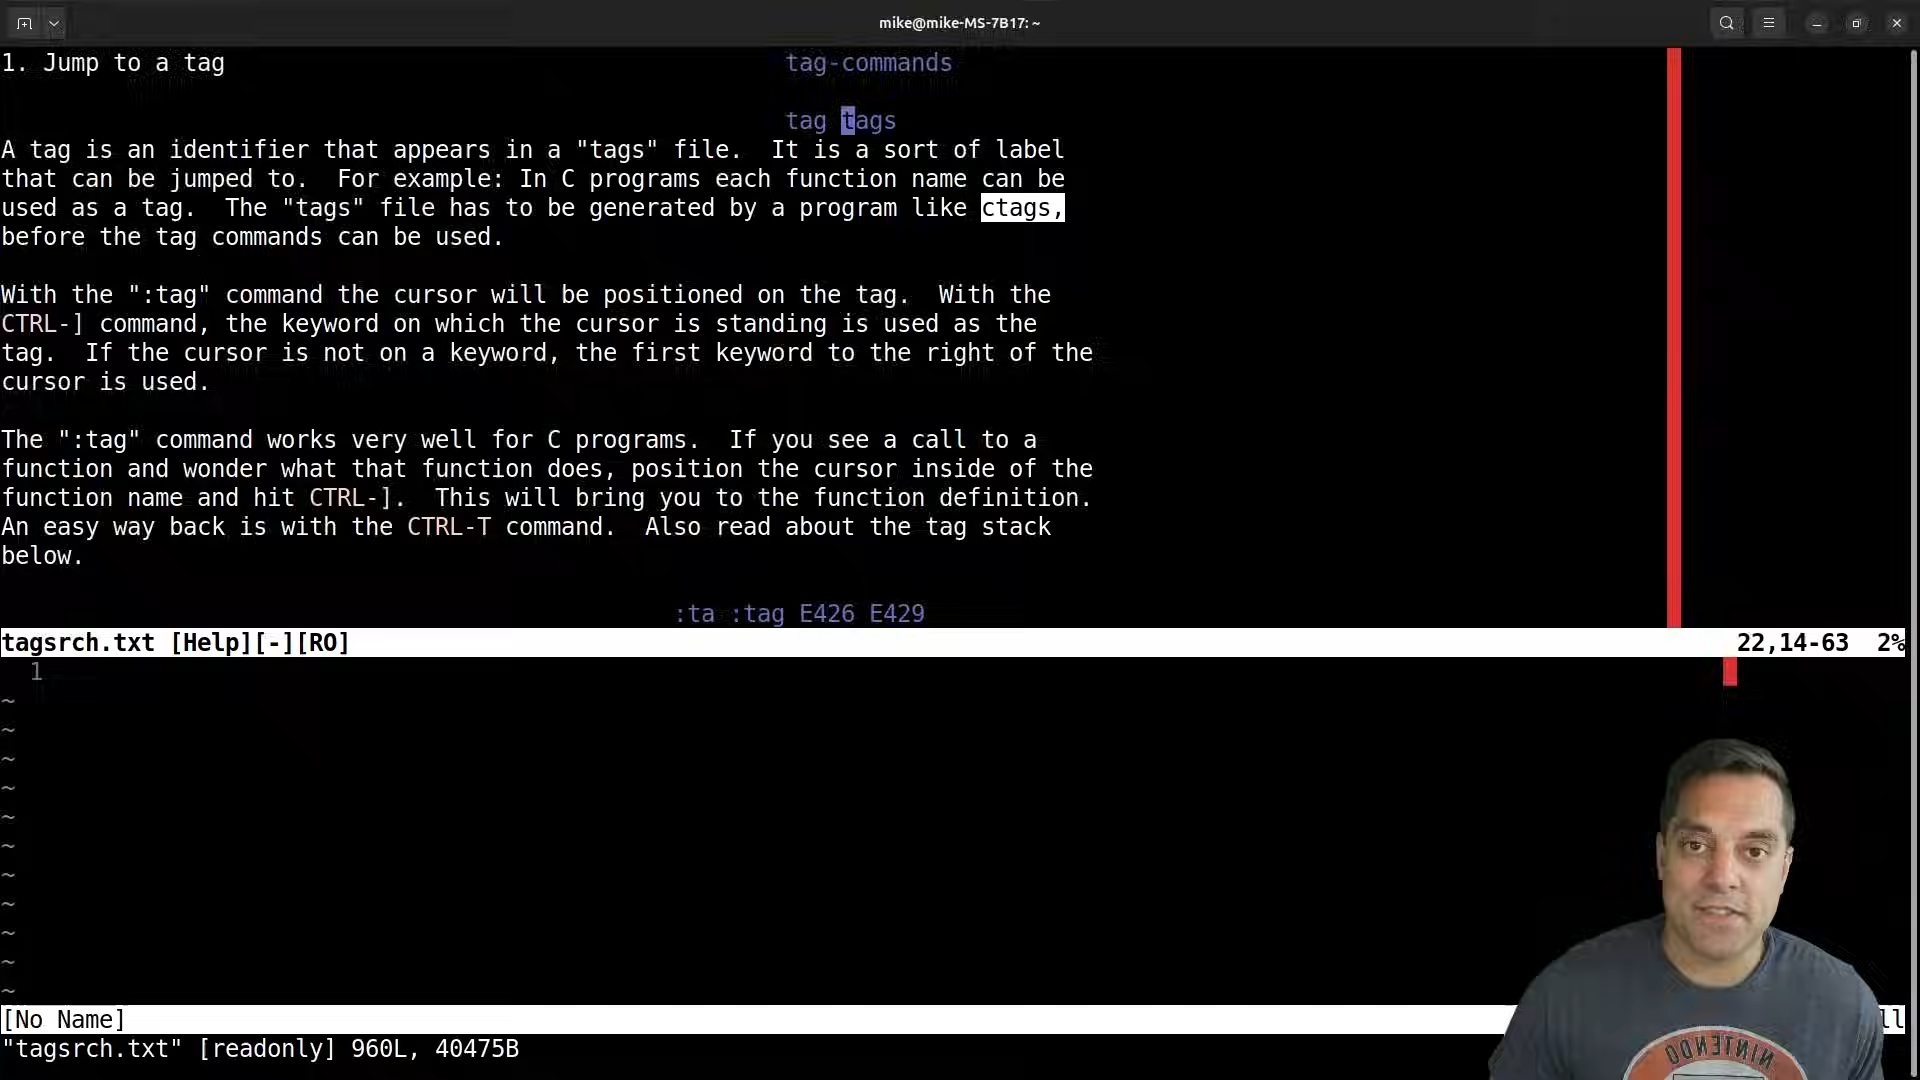 mike@mike-MS-7B17: ~
1. Jump to a tag tag-commands
tag tags
A tag is an identifier that appears in a "tags" file.  It is a sort of label
that can be jumped to.  For example: In C programs each function name can be
used as a tag.  The "tags" file has to be generated by a program like ctags,
before the tag commands can be used.
With the ":tag" command the cursor will be positioned on the tag.  With the
CTRL-] command, the keyword on which the cursor is standing is used as the
tag.  If the cursor is not on a keyword, the first keyword to the right of the
cursor is used.
The ":tag" command works very well for C programs.  If you see a call to a
function and wonder what that function does, position the cursor inside of the
function name and hit CTRL-].  This will bring you to the function definition.
An easy way back is with the CTRL-T command.  Also read about the tag stack
below.
:ta :tag E426 E429
tagsrch.txt [Help][-][RO] 22,14-63 2%
1
~
~
~
~
~
~
~
~
~
~
~
[No Name]
"tagsrch.txt" [readonly] 960L, 40475B
NINTENDO